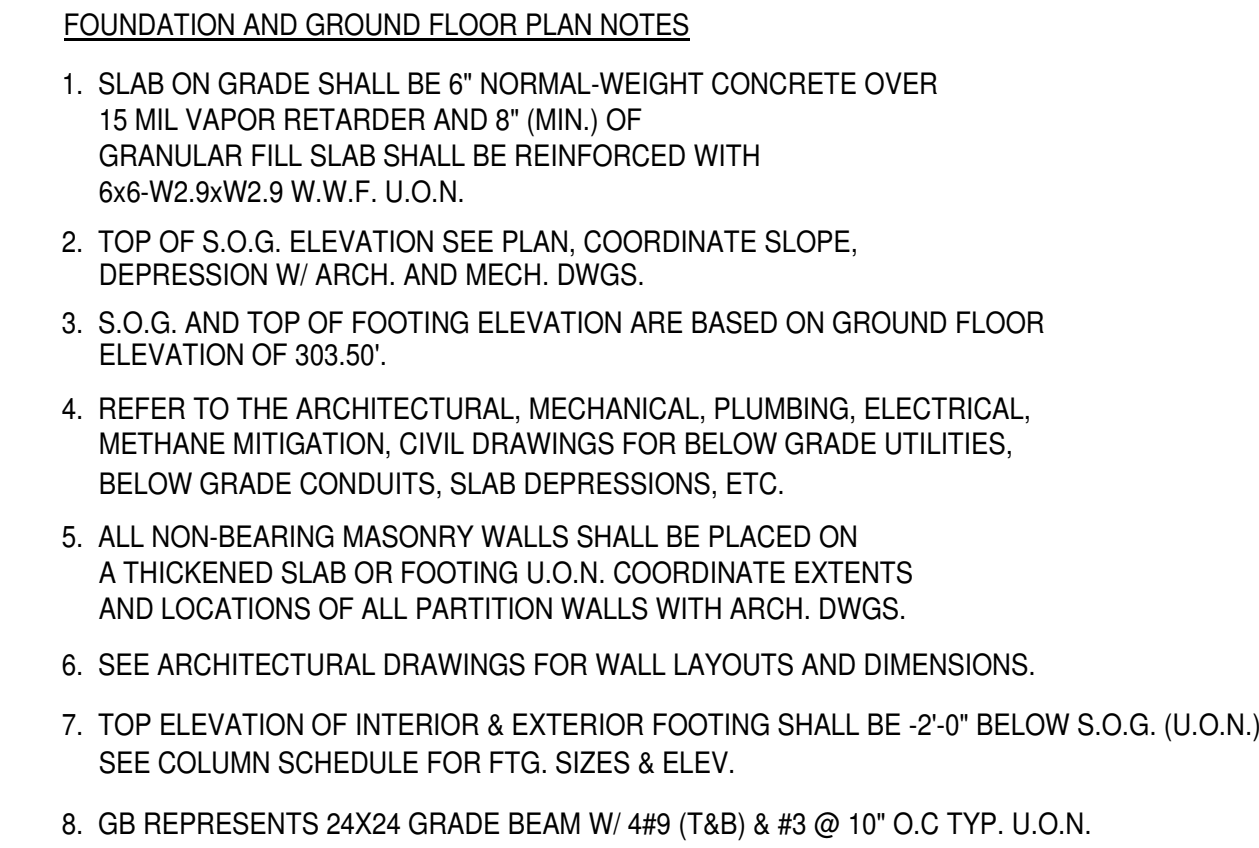 FOUNDATION AND GROUND FLOOR PLAN NOTES
1. SLAB ON GRADE SHALL BE 6" NORMAL-WEIGHT CONCRETE OVER
15 MIL VAPOR RETARDER AND 8" (MIN.) OF
GRANULAR FILL SLAB SHALL BE REINFORCED WITH
6x6-W2.9xW2.9 W.W.F. U.O.N.
2. TOP OF S.O.G. ELEVATION SEE PLAN, COORDINATE SLOPE,
DEPRESSION W/ ARCH. AND MECH. DWGS.
3. S.O.G. AND TOP OF FOOTING ELEVATION ARE BASED ON GROUND FLOOR
ELEVATION OF 303.50'.
4. REFER TO THE ARCHITECTURAL, MECHANICAL, PLUMBING, ELECTRICAL,
METHANE MITIGATION, CIVIL DRAWINGS FOR BELOW GRADE UTILITIES,
BELOW GRADE CONDUITS, SLAB DEPRESSIONS, ETC.
5. ALL NON-BEARING MASONRY WALLS SHALL BE PLACED ON
A THICKENED SLAB OR FOOTING U.O.N. COORDINATE EXTENTS
AND LOCATIONS OF ALL PARTITION WALLS WITH ARCH. DWGS.
6. SEE ARCHITECTURAL DRAWINGS FOR WALL LAYOUTS AND DIMENSIONS.
7. TOP ELEVATION OF INTERIOR & EXTERIOR FOOTING SHALL BE -2'-0" BELOW S.O.G. (U.O.N.)
SEE COLUMN SCHEDULE FOR FTG. SIZES & ELEV.
8. GB REPRESENTS 24X24 GRADE BEAM W/ 4#9 (T&B) & #3 @ 10" O.C TYP. U.O.N.